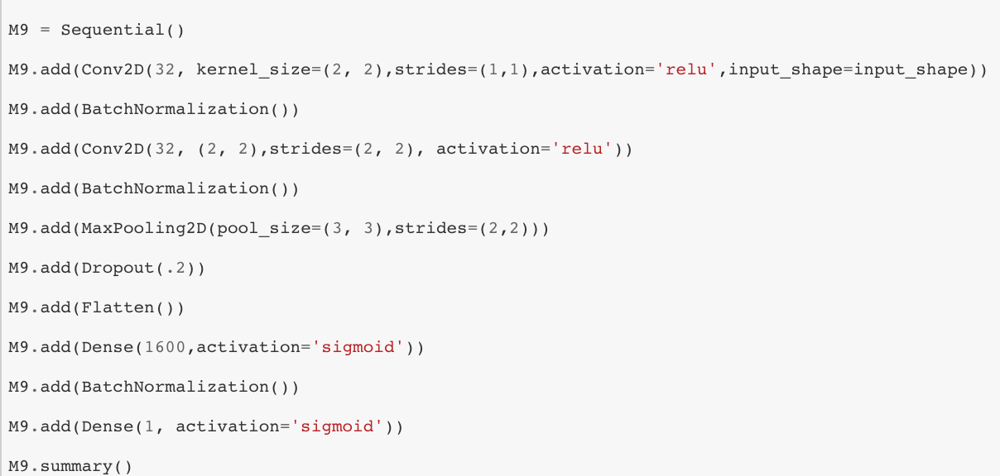 M9 = Sequential()
M9.add(Conv2D(32, kernel_size=(2, 2),strides=(1,1),activation='relu',input_shape=input_shape))
M9.add(BatchNormalization())
M9.add(Conv2D(32, (2, 2),strides=(2, 2), activation='relu'))
M9.add(BatchNormalization())
M9.add(MaxPooling2D(pool_size=(3, 3),strides=(2,2)))
M9.add(Dropout(.2))
M9.add(Flatten())
M9.add(Dense(1600,activation='sigmoid'))
M9.add(BatchNormalization())
M9.add(Dense(1, activation='sigmoid'))
M9.summary()